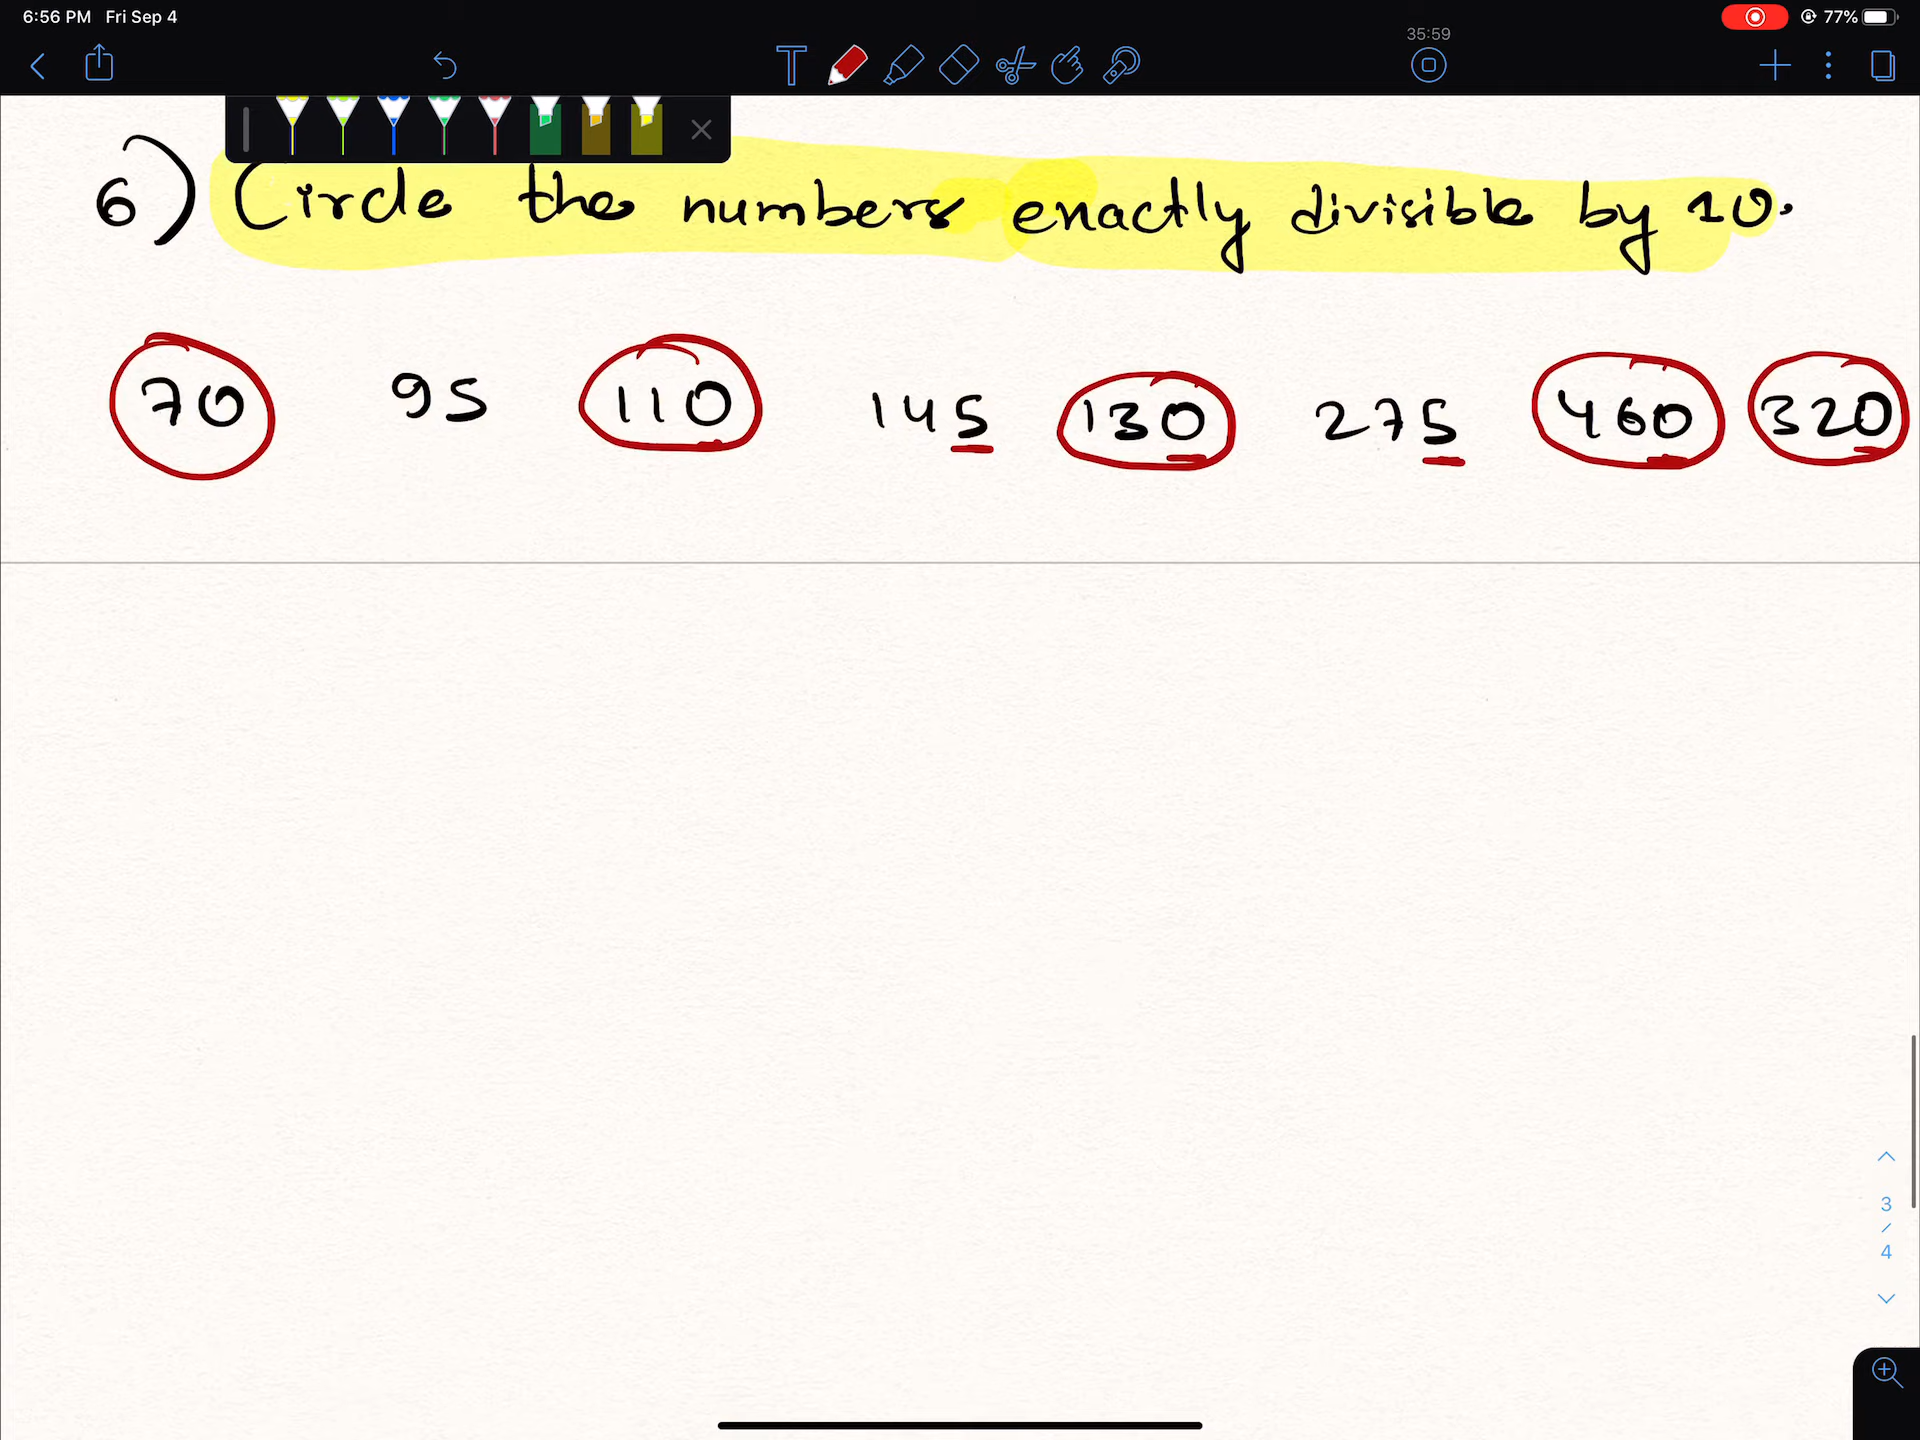 6:56 PM Fri Sep 4
77%
35:59
6) Circle the numbers enactly divisible by 10.
70 95 110 145 130 275 460 320
3
/
4